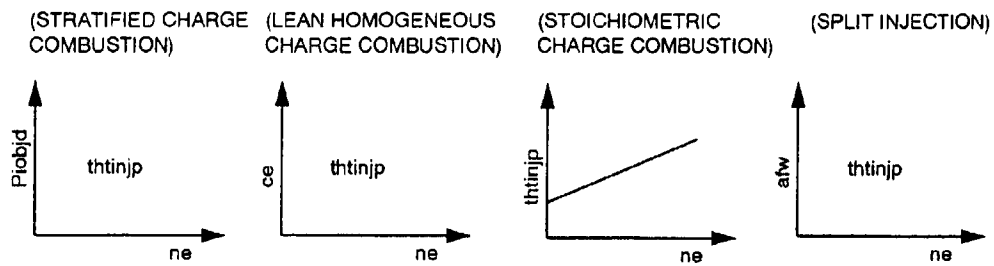 (STRATIFIED CHARGE
COMBUSTION)
Piobjd
thtinjp
ne
(LEAN HOMOGENEOUS
CHARGE COMBUSTION)
ce
thtinjp
ne
(STOICHIOMETRIC
CHARGE COMBUSTION)
thtinjp
ne
(SPLIT INJECTION)
afw
thtinjp
ne